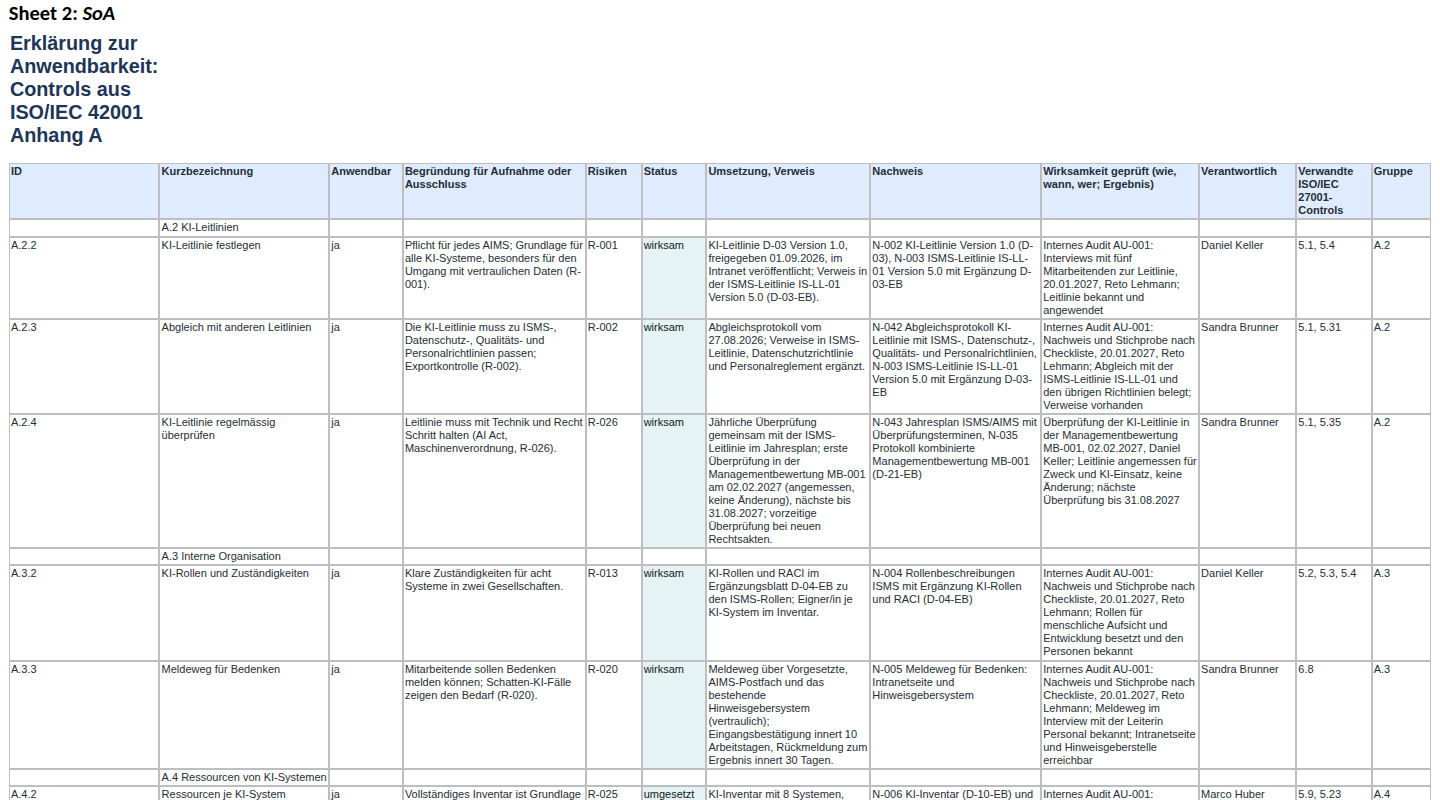 Sheet 2: SoA
Erklärung zur
Anwendbarkeit:
Controls aus
ISO/IEC 42001
Anhang A
ID | Kurzbezeichnung | Anwendbar | Begründung für Aufnahme oder Ausschluss | Risiken | Status | Umsetzung, Verweis | Nachweis | Wirksamkeit geprüft (wie, wann, wer; Ergebnis) | Verantwortlich | Verwandte ISO/IEC 27001-Controls | Gruppe
A.2 KI-Leitlinien
A.2.2 | KI-Leitlinie festlegen | ja | Pflicht für jedes AIMS; Grundlage für alle KI-Systeme, besonders für den Umgang mit vertraulichen Daten (R-001). | R-001 | wirksam | KI-Leitlinie D-03 Version 1.0, freigegeben 01.09.2026, im Intranet veröffentlicht; Verweis in der ISMS-Leitlinie IS-LL-01 Version 5.0 (D-03-EB). | N-002 KI-Leitlinie Version 1.0 (D-03), N-003 ISMS-Leitlinie IS-LL-01 Version 5.0 mit Ergänzung D-03-EB | Internes Audit AU-001: Interviews mit fünf Mitarbeitenden zur Leitlinie, 20.01.2027, Reto Lehmann; Leitlinie bekannt und angewendet | Daniel Keller | 5.1, 5.4 | A.2
A.2.3 | Abgleich mit anderen Leitlinien | ja | Die KI-Leitlinie muss zu ISMS-, Datenschutz-, Qualitäts- und Personalrichtlinien passen; Exportkontrolle (R-002). | R-002 | wirksam | Abgleichsprotokoll vom 27.08.2026; Verweise in ISMS-Leitlinie, Datenschutzrichtlinie und Personalreglement ergänzt. | N-042 Abgleichsprotokoll KI-Leitlinie mit ISMS-, Datenschutz-, Qualitäts- und Personalrichtlinien, N-003 ISMS-Leitlinie IS-LL-01 Version 5.0 mit Ergänzung D-03-EB | Internes Audit AU-001: Nachweis und Stichprobe nach Checkliste, 20.01.2027, Reto Lehmann; Abgleich mit der ISMS-Leitlinie IS-LL-01 und den übrigen Richtlinien belegt; Verweise vorhanden | Sandra Brunner | 5.1, 5.31 | A.2
A.2.4 | KI-Leitlinie regelmässig überprüfen | ja | Leitlinie muss mit Technik und Recht Schritt halten (AI Act, Maschinenverordnung, R-026). | R-026 | wirksam | Jährliche Überprüfung gemeinsam mit der ISMS-Leitlinie im Jahresplan; erste Überprüfung in der Managementbewertung MB-001 am 02.02.2027 (angemessen, keine Änderung), nächste bis 31.08.2027; vorzeitige Überprüfung bei neuen Rechtsakten. | N-043 Jahresplan ISMS/AIMS mit Überprüfungsterminen, N-035 Protokoll kombinierte Managementbewertung MB-001 (D-21-EB) | Überprüfung der KI-Leitlinie in der Managementbewertung MB-001, 02.02.2027, Daniel Keller; Leitlinie angemessen für Zweck und KI-Einsatz, keine Änderung; nächste Überprüfung bis 31.08.2027 | Sandra Brunner | 5.1, 5.35 | A.2
A.3 Interne Organisation
A.3.2 | KI-Rollen und Zuständigkeiten | ja | Klare Zuständigkeiten für acht Systeme in zwei Gesellschaften. | R-013 | wirksam | KI-Rollen und RACI im Ergänzungsblatt D-04-EB zu den ISMS-Rollen; Eigner/in je KI-System im Inventar. | N-004 Rollenbeschreibungen ISMS mit Ergänzung KI-Rollen und RACI (D-04-EB) | Internes Audit AU-001: Nachweis und Stichprobe nach Checkliste, 20.01.2027, Reto Lehmann; Rollen für menschliche Aufsicht und Entwicklung besetzt und den Personen bekannt | Daniel Keller | 5.2, 5.3, 5.4 | A.3
A.3.3 | Meldeweg für Bedenken | ja | Mitarbeitende sollen Bedenken melden können; Schatten-KI-Fälle zeigen den Bedarf (R-020). | R-020 | wirksam | Meldeweg über Vorgesetzte, AIMS-Postfach und das bestehende Hinweisgebersystem (vertraulich); Eingangsbestätigung innert 10 Arbeitstagen, Rückmeldung zum Ergebnis innert 30 Tagen. | N-005 Meldeweg für Bedenken: Intranetseite und Hinweisgebersystem | Internes Audit AU-001: Nachweis und Stichprobe nach Checkliste, 20.01.2027, Reto Lehmann; Meldeweg im Interview mit der Leiterin Personal bekannt; Intranetseite und Hinweisgeberstelle erreichbar | Sandra Brunner | 6.8 | A.3
A.4 Ressourcen von KI-Systemen
A.4.2 | Ressourcen je KI-System | ja | Vollständiges Inventar ist Grundlage | R-025 | umgesetzt | KI-Inventar mit 8 Systemen, | N-006 KI-Inventar (D-10-EB) und | Internes Audit AU-001: | Marco Huber | 5.9, 5.23 | A.4